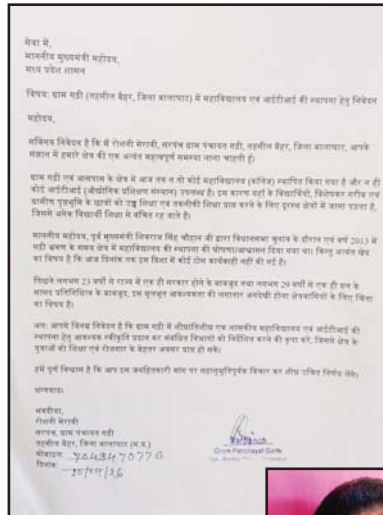 सेवा में,
माननीय मुख्यमंत्री महोदय,
मध्य प्रदेश शासन
विषय: ग्राम गढ़ी (तहसील बैहर, जिला बालाघाट) में महाविद्यालय एवं आईटीआई की स्थापना हेतु निवेदन
महोदय,
सविनय निवेदन है कि मैं रोशनी मेरावी, सरपंच ग्राम पंचायत गढ़ी, तहसील बैहर, जिला बालाघाट, आपके
संज्ञान में हमारे क्षेत्र की एक अत्यंत महत्वपूर्ण समस्या लाना चाहती हूँ।
ग्राम गढ़ी एवं आसपास के क्षेत्र में आज तक न तो कोई महाविद्यालय (कॉलेज) स्थापित किया गया है और न ही
कोई आईटीआई (औद्योगिक प्रशिक्षण संस्थान) उपलब्ध है। इस कारण यहाँ के विद्यार्थियों, विशेषकर गरीब एवं
ग्रामीण पृष्ठभूमि के छात्रों को उच्च शिक्षा एवं तकनीकी शिक्षा प्राप्त करने के लिए दूरस्थ क्षेत्रों में जाना पड़ता है,
जिससे अनेक विद्यार्थी शिक्षा से वंचित रह जाते हैं।
माननीय महोदय, पूर्व मुख्यमंत्री शिवराज सिंह चौहान जी द्वारा विधानसभा चुनाव के दौरान एवं वर्ष 2013 में
गढ़ी भ्रमण के समय क्षेत्र में महाविद्यालय की स्थापना की घोषणा/आश्वासन दिया गया था। किन्तु अत्यंत खेद
का विषय है कि आज दिनांक तक इस दिशा में कोई ठोस कार्यवाही नहीं की गई है।
पिछले लगभग 23 वर्षों से राज्य में एक ही सरकार होने के बावजूद तथा लगभग 29 वर्षों से एक ही दल के
सांसद प्रतिनिधित्व के बावजूद, इस मूलभूत आवश्यकता की लगातार अनदेखी होना क्षेत्रवासियों के लिए चिंता
का विषय है।
अतः आपसे विनम्र निवेदन है कि ग्राम गढ़ी में शीघ्रातिशीघ्र एवं शासकीय महाविद्यालय एवं आईटीआई की
स्थापना हेतु आवश्यक स्वीकृति प्रदान कर संबंधित विभागों को निर्देशित करने की कृपा करें, जिससे क्षेत्र के
युवाओं को शिक्षा एवं रोजगार के बेहतर अवसर प्राप्त हो सकें।
हमें पूर्ण विश्वास है कि आप इस जनहितकारी मांग पर सहानुभूतिपूर्वक विचार कर शीघ्र उचित निर्णय लेंगे।
धन्यवाद।
भवदीया,
रोशनी मेरावी
सरपंच, ग्राम पंचायत गढ़ी
तहसील बैहर, जिला बालाघाट (म.प्र.)
मोबाइल:
दिनांक:
Sarpanch
Gram Panchayat Garhi